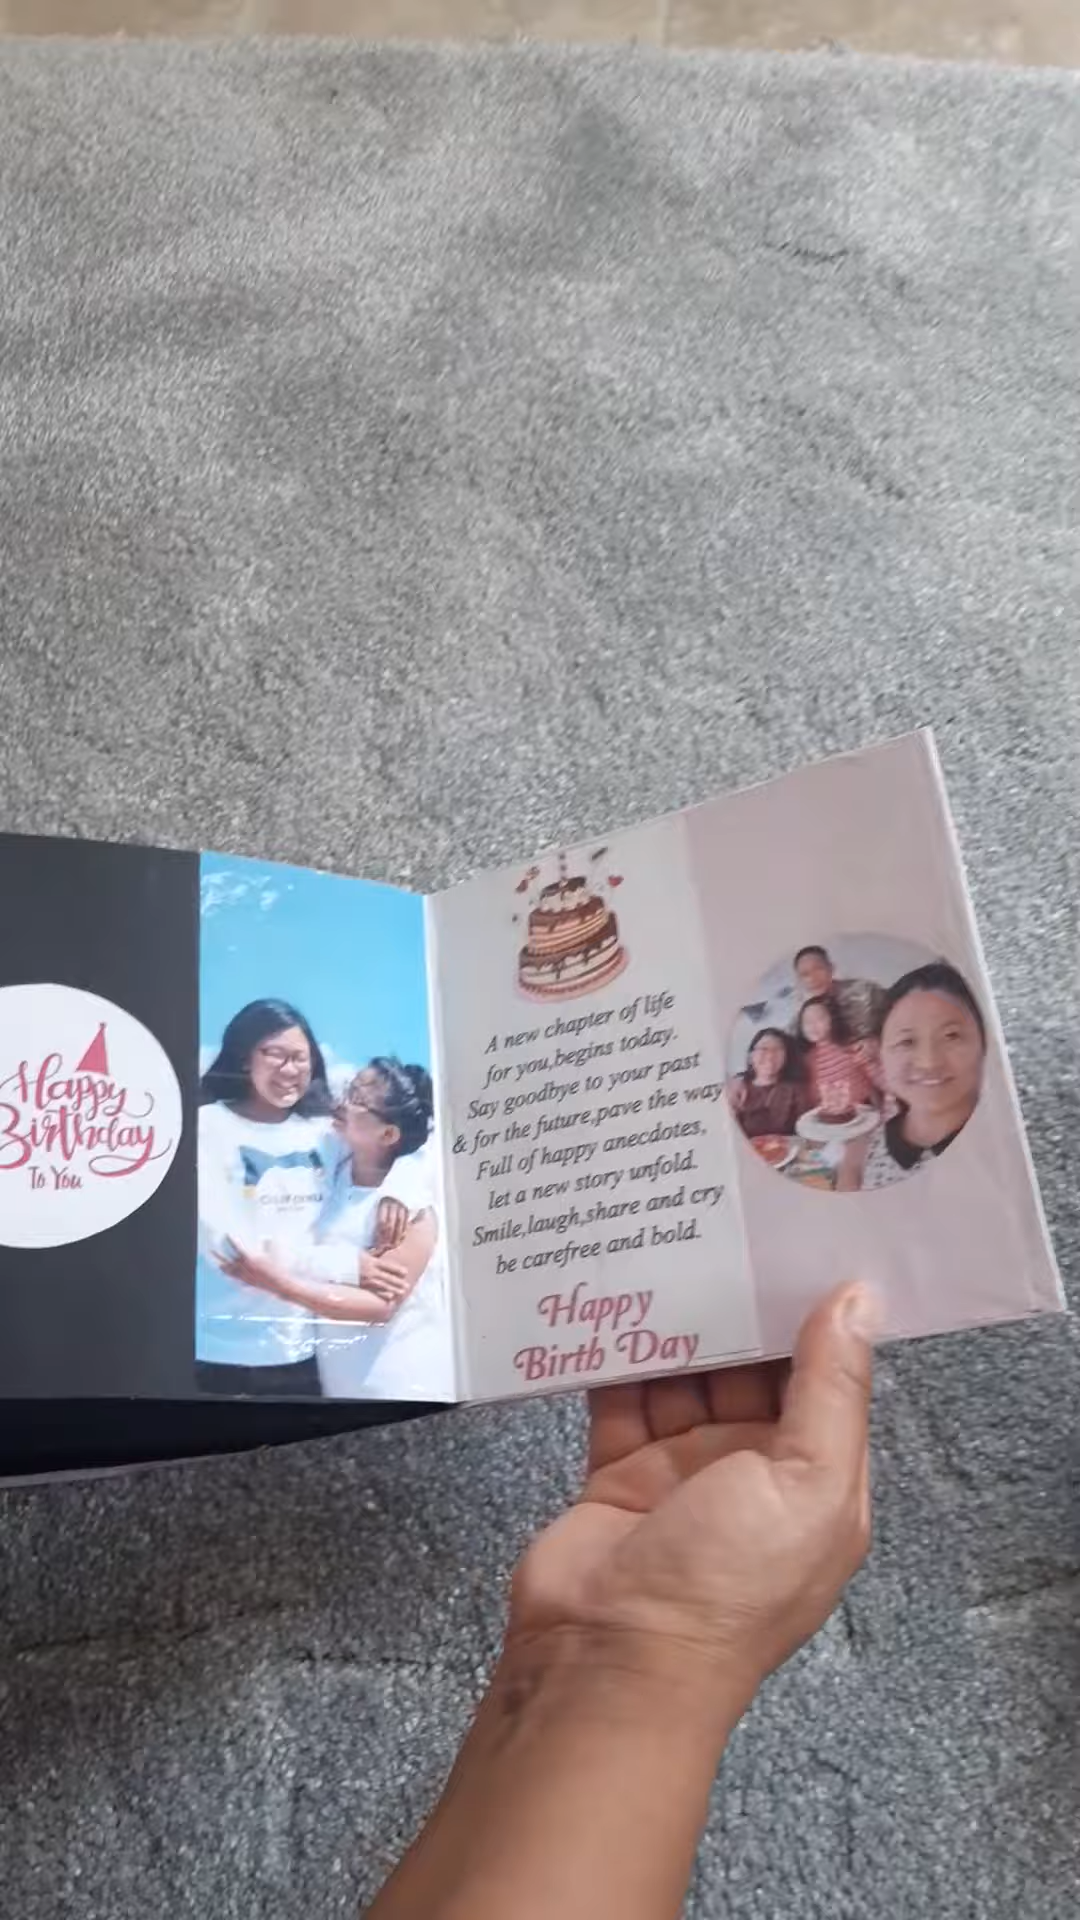 Happy
Birthday
To You
A new chapter of life
for you,begins today.
Say goodbye to your past
& for the future,pave the way
Full of happy anecdotes,
let a new story unfold.
Smile,laugh,share and cry
be carefree and bold.
Happy
Birth Day